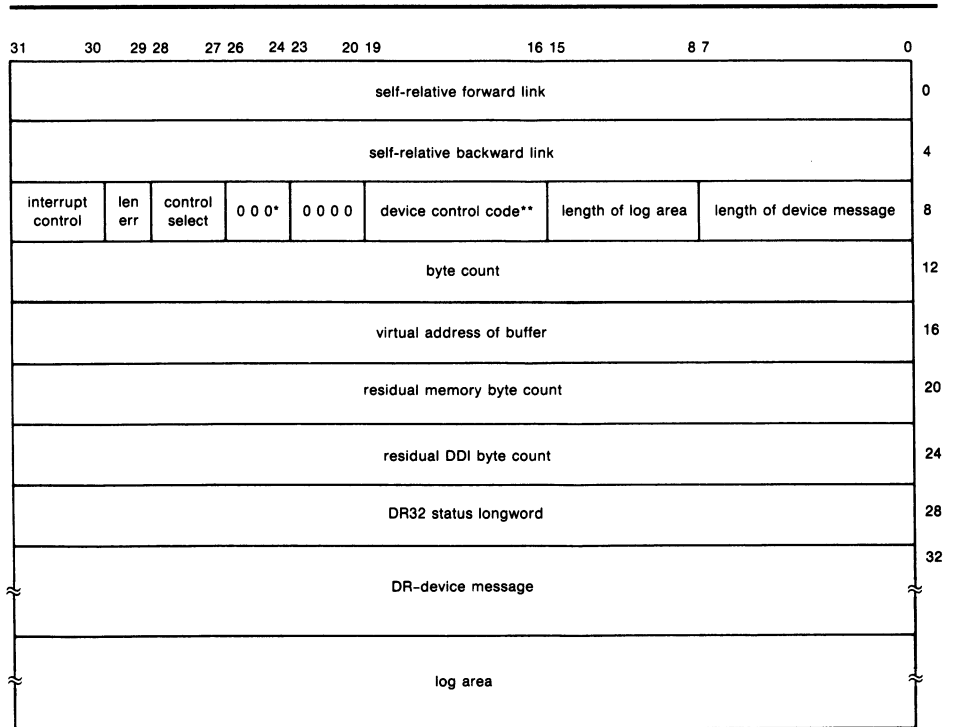 31 30 29 28 27 26 24 23 20 19 16 15 8 7 0
self-relative forward link 0
self-relative backward link 4
interrupt control len err control select 0 0 0* 0 0 0 0 device control code** length of log area length of device message 8
byte count 12
virtual address of buffer 16
residual memory byte count 20
residual DDI byte count 24
DR32 status longword 28
32
DR-device message
log area